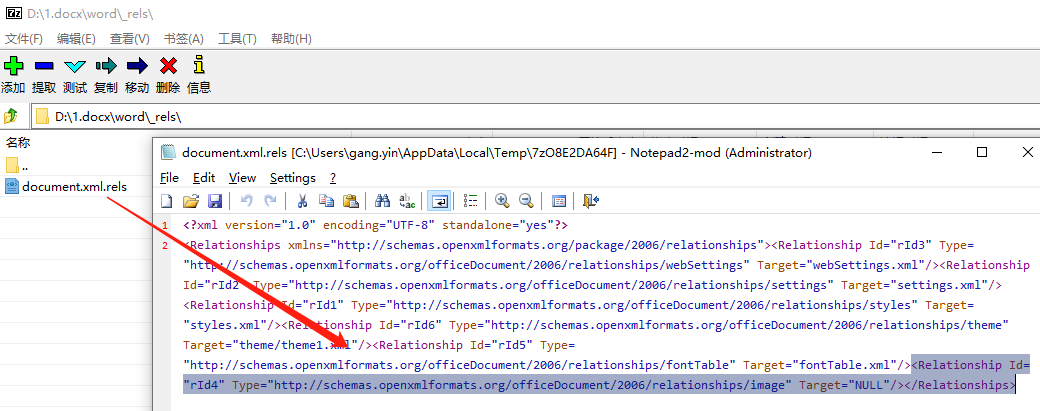 D:\1.docx\word\_rels\
文件(F) 编辑(E) 查看(V) 书签(A) 工具(T) 帮助(H)
添加 提取 测试 复制 移动 删除 信息
D:\1.docx\word\_rels\
名称
..
document.xml.rels
document.xml.rels [C:\Users\gang.yin\AppData\Local\Temp\7zO8E2DA64F] - Notepad2-mod (Administrator)
File Edit View Settings ?
1 <?xml version="1.0" encoding="UTF-8" standalone="yes"?>
2 <Relationships xmlns="http://schemas.openxmlformats.org/package/2006/relationships"><Relationship Id="rId3" Type=
"http://schemas.openxmlformats.org/officeDocument/2006/relationships/webSettings" Target="webSettings.xml"/><Relationship
Id="rId2" Type="http://schemas.openxmlformats.org/officeDocument/2006/relationships/settings" Target="settings.xml"/>
<Relationship Id="rId1" Type="http://schemas.openxmlformats.org/officeDocument/2006/relationships/styles" Target=
"styles.xml"/><Relationship Id="rId6" Type="http://schemas.openxmlformats.org/officeDocument/2006/relationships/theme"
Target="theme/theme1.xml"/><Relationship Id="rId5" Type=
"http://schemas.openxmlformats.org/officeDocument/2006/relationships/fontTable" Target="fontTable.xml"/><Relationship Id=
"rId4" Type="http://schemas.openxmlformats.org/officeDocument/2006/relationships/image" Target="NULL"/></Relationships>